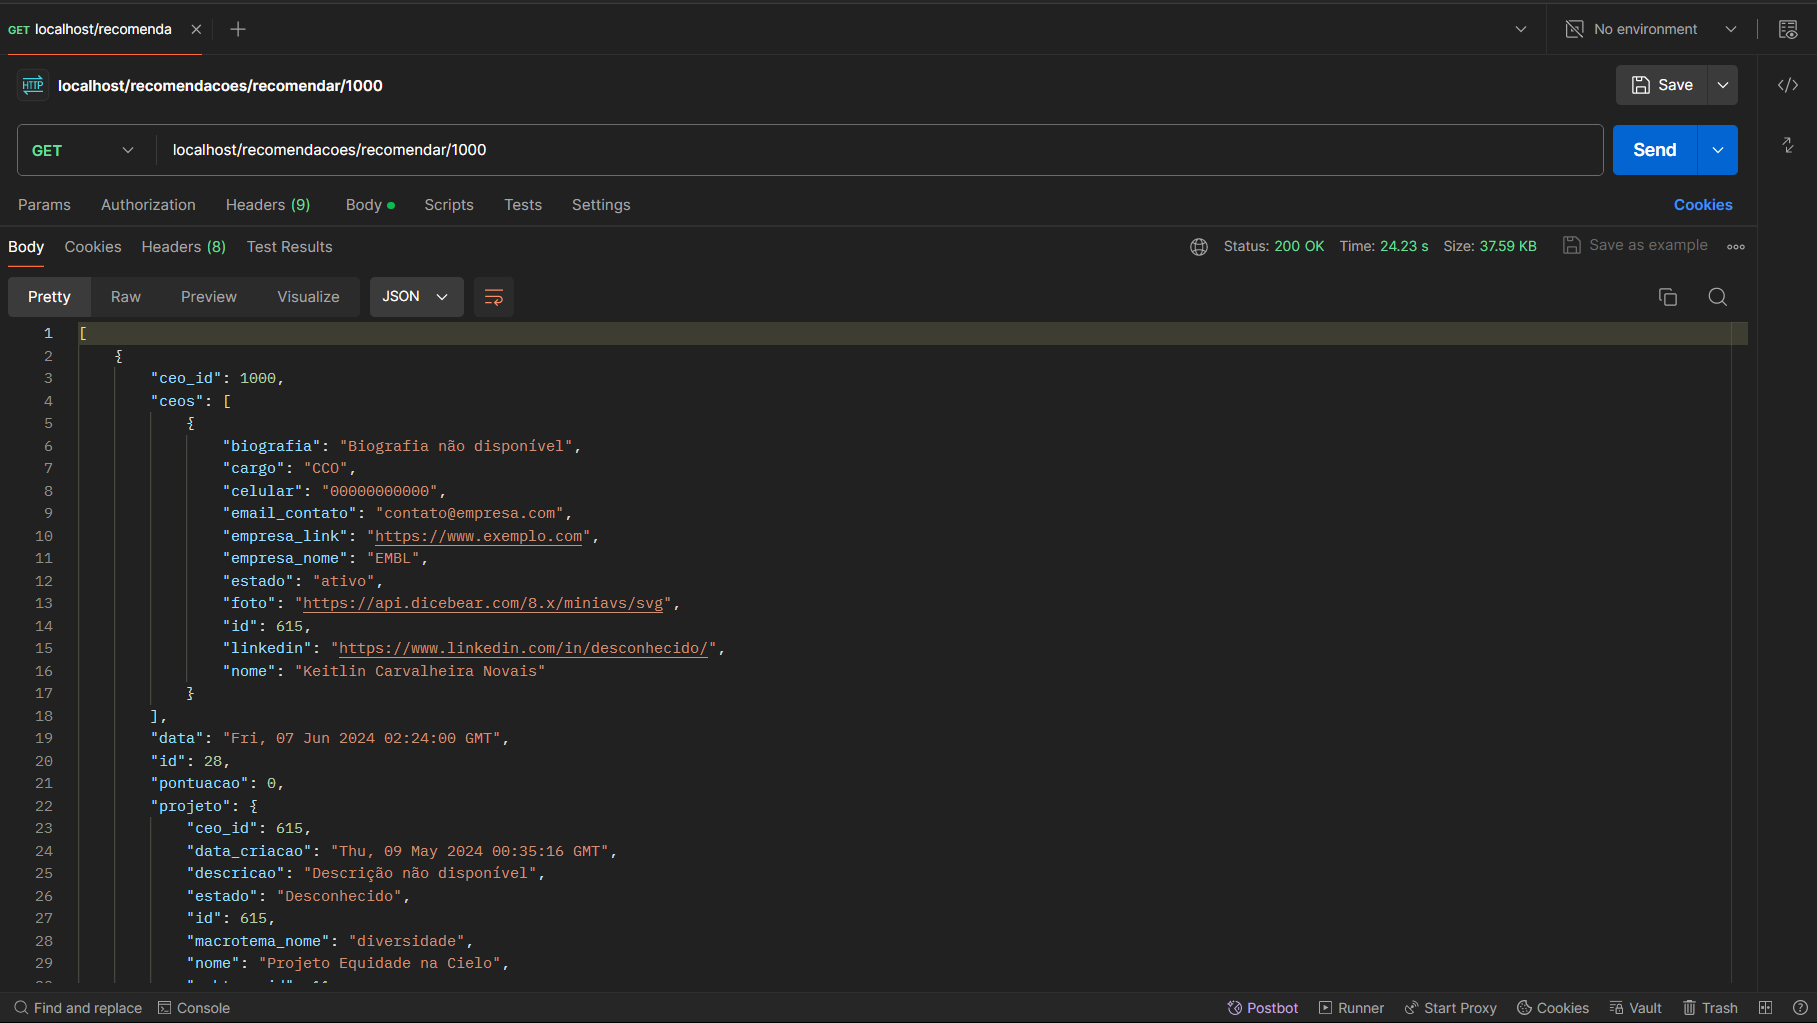 GET localhost/recomenda
No environment
HTTP localhost/recomendacoes/recomendar/1000
Save
GET localhost/recomendacoes/recomendar/1000
Send
Params Authorization Headers (9) Body Scripts Tests Settings Cookies
Body Cookies Headers (8) Test Results Status: 200 OK Time: 24.23 s Size: 37.59 KB Save as example
Pretty Raw Preview Visualize JSON
1 [
2 {
3 "ceo_id": 1000,
4 "ceos": [
5 {
6 "biografia": "Biografia não disponível",
7 "cargo": "CCO",
8 "celular": "00000000000",
9 "email_contato": "contato@empresa.com",
10 "empresa_link": "https://www.exemplo.com",
11 "empresa_nome": "EMBL",
12 "estado": "ativo",
13 "foto": "https://api.dicebear.com/8.x/miniavs/svg",
14 "id": 615,
15 "linkedin": "https://www.linkedin.com/in/desconhecido/",
16 "nome": "Keitlin Carvalheira Novais"
17 }
18 ],
19 "data": "Fri, 07 Jun 2024 02:24:00 GMT",
20 "id": 28,
21 "pontuacao": 0,
22 "projeto": {
23 "ceo_id": 615,
24 "data_criacao": "Thu, 09 May 2024 00:35:16 GMT",
25 "descricao": "Descrição não disponível",
26 "estado": "Desconhecido",
27 "id": 615,
28 "macrotema_nome": "diversidade",
29 "nome": "Projeto Equidade na Cielo",
Find and replace Console Postbot Runner Start Proxy Cookies Vault Trash